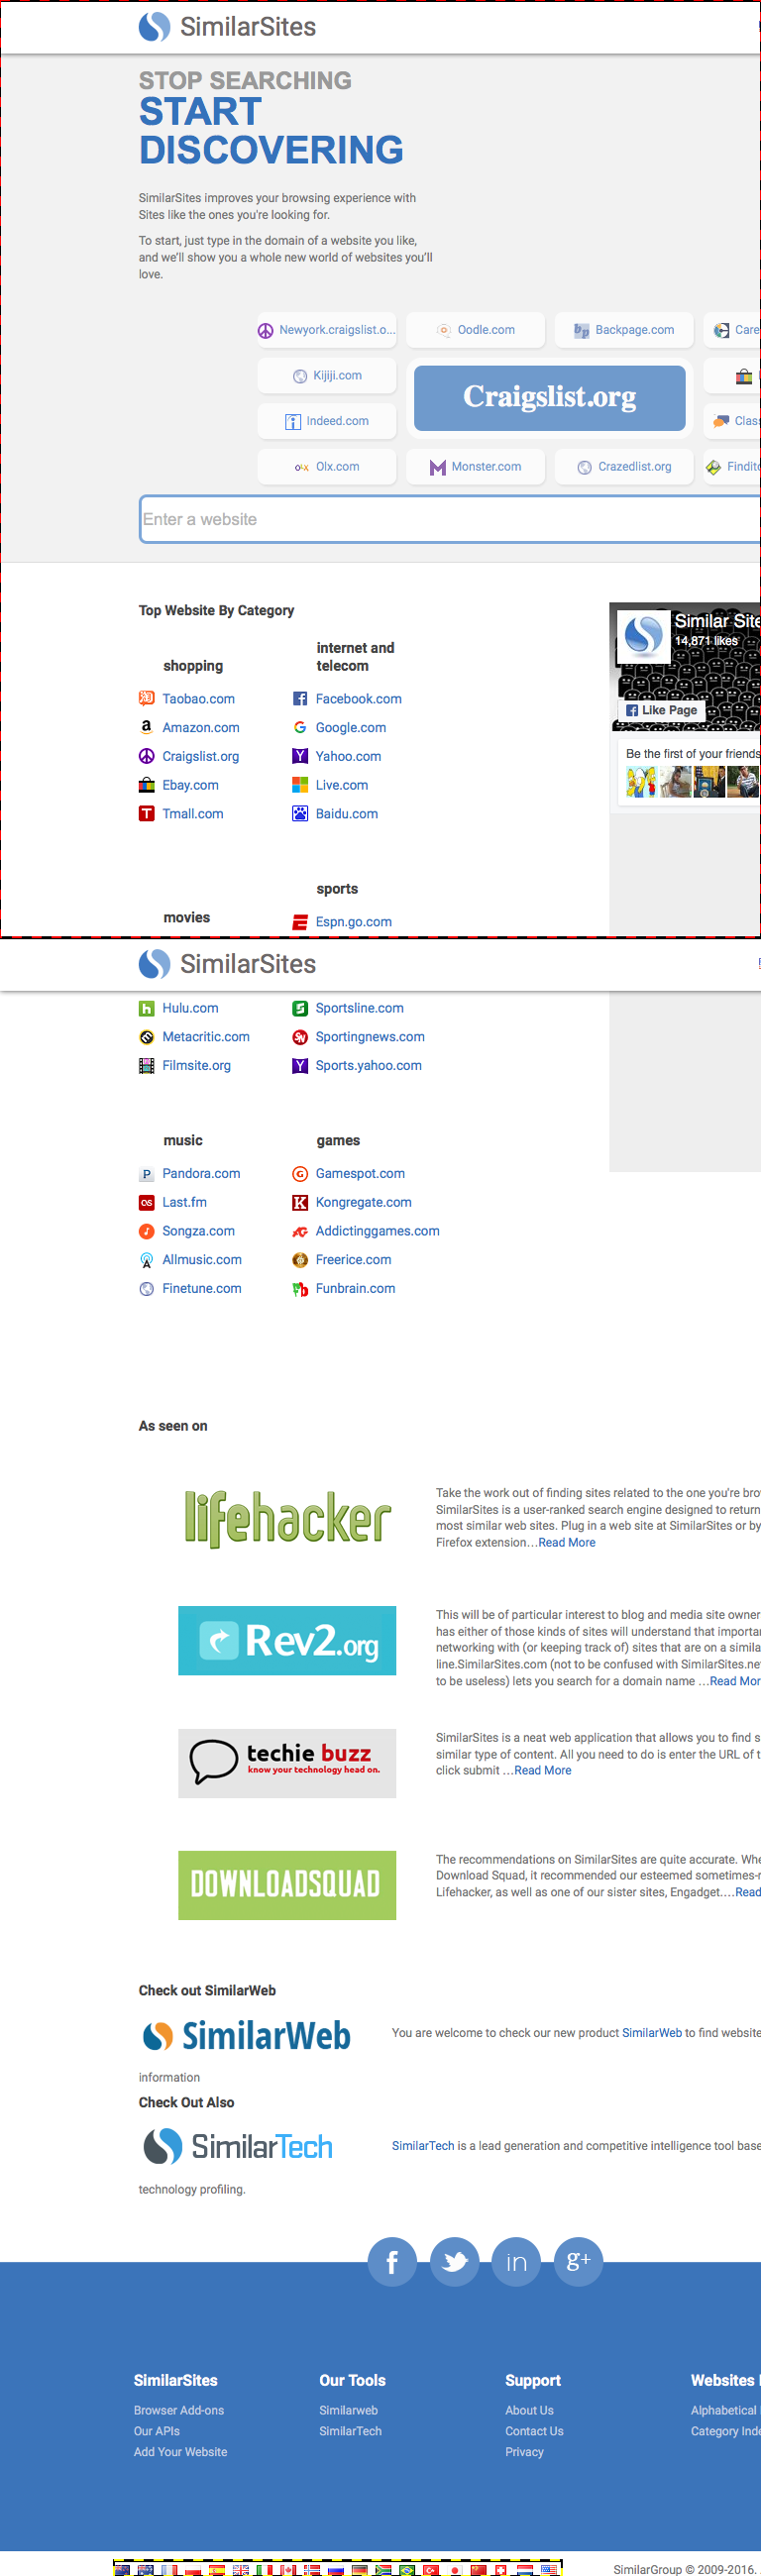 SimilarSites
STOP SEARCHING
START
DISCOVERING
SimilarSites improves your browsing experience with
Sites like the ones you're looking for.
To start, just type in the domain of a website you like,
and we'll show you a whole new world of websites you'll
love.
Newyork.craigslist.o...
Oodle.com
Backpage.com
Care
Kijiji.com
Craigslist.org
Indeed.com
Clas
Olx.com
Monster.com
Crazedlist.org
Findit
Enter a website
Top Website By Category
Similar Site
14,871 likes
Like Page
Be the first of your friends
shopping
Taobao.com
Amazon.com
Craigslist.org
Ebay.com
Tmall.com
internet and
telecom
Facebook.com
Google.com
Yahoo.com
Live.com
Baidu.com
movies
sports
Espn.go.com
SimilarSites
Hulu.com
Metacritic.com
Filmsite.org
Sportsline.com
Sportingnews.com
Sports.yahoo.com
music
Pandora.com
Last.fm
Songza.com
Allmusic.com
Finetune.com
games
Gamespot.com
Kongregate.com
Addictinggames.com
Freerice.com
Funbrain.com
As seen on
lifehacker
Take the work out of finding sites related to the one you're bro
SimilarSites is a user-ranked search engine designed to return
most similar web sites. Plug in a web site at SimilarSites or by
Firefox extension...Read More
Rev2.org
This will be of particular interest to blog and media site owner
has either of those kinds of sites will understand that importa
networking with (or keeping track of) sites that are on a simila
line.SimilarSites.com (not to be confused with SimilarSites.ne
to be useless) lets you search for a domain name ...Read Mor
techie buzz
know your technology head on.
SimilarSites is a neat web application that allows you to find s
similar type of content. All you need to do is enter the URL of t
click submit ...Read More
DOWNLOADSQUAD
The recommendations on SimilarSites are quite accurate. Whe
Download Squad, it recommended our esteemed sometimes-r
Lifehacker, as well as one of our sister sites, Engadget....Read
Check out SimilarWeb
SimilarWeb
You are welcome to check our new product SimilarWeb to find website
information
Check Out Also
SimilarTech
SimilarTech is a lead generation and competitive intelligence tool base
technology profiling.
f
in
g+
SimilarSites
Browser Add-ons
Our APIs
Add Your Website
Our Tools
Similarweb
SimilarTech
Support
About Us
Contact Us
Privacy
Websites
Alphabetical
Category Inde
SimilarGroup © 2009-2016.